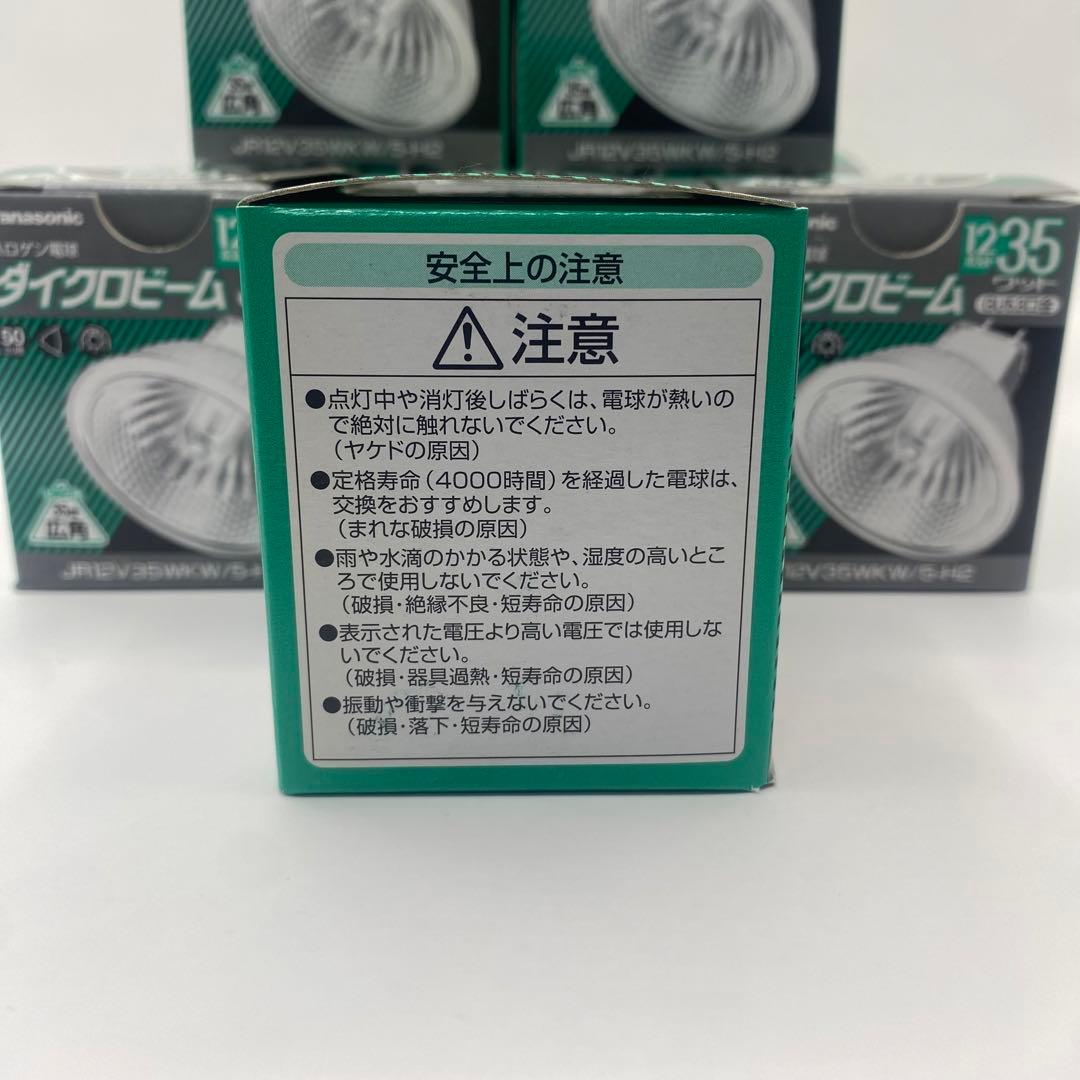 広角
JR12V35WKW/5-H2
広角
JR12V35WKW/5-H2
Panasonic
ハロゲン電球
ダイクロビーム
12
広角
JR12V35WKW/5-H2
安全上の注意
注意
●点灯中や消灯後しばらくは、電球が熱いの
で絶対に触れないでください。
（ヤケドの原因）
●定格寿命（4000時間）を経過した電球は、
交換をおすすめします。
（まれな破損の原因）
●雨や水滴のかかる状態や、湿度の高いとこ
ろで使用しないでください。
（破損・絶縁不良・短寿命の原因）
●表示された電圧より高い電圧では使用しな
いでください。
（破損・器具過熱・短寿命の原因）
●振動や衝撃を与えないでください。
（破損・落下・短寿命の原因）
anasonic
クロビーム
12
35
ワット
12V35WKW/5-H2